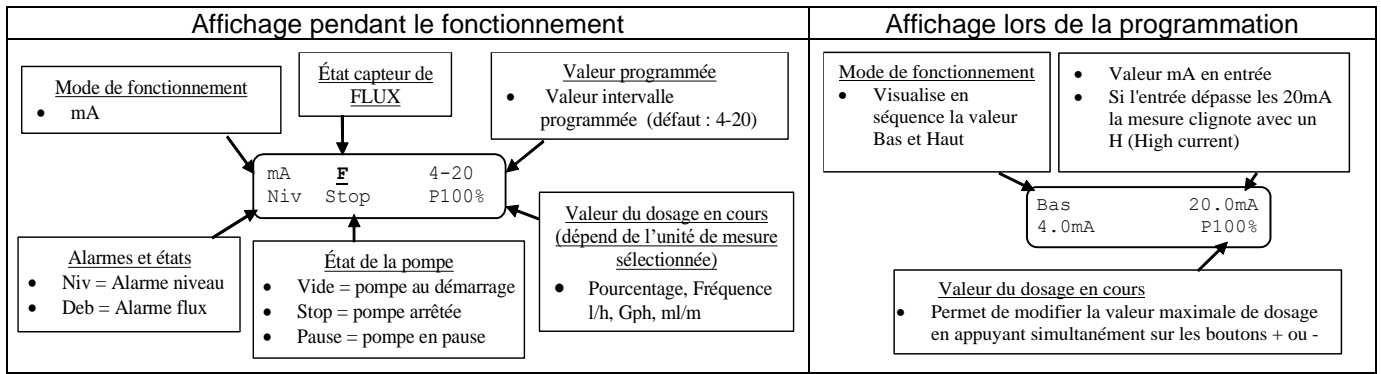 Affichage pendant le fonctionnement
Mode de fonctionnement
• mA
État capteur de
FLUX
Valeur programmée
• Valeur intervalle
programmée (défaut : 4-20)
mA F 4-20
Niv Stop P100%
Alarmes et états
• Niv = Alarme niveau
• Deb = Alarme flux
État de la pompe
• Vide = pompe au démarrage
• Stop = pompe arrêtée
• Pause = pompe en pause
Valeur du dosage en cours
(dépend de l’unité de mesure
sélectionnée)
• Pourcentage, Fréquence
l/h, Gph, ml/m
Affichage lors de la programmation
Mode de fonctionnement
• Visualise en
séquence la valeur
Bas et Haut
• Valeur mA en entrée
• Si l'entrée dépasse les 20mA
la mesure clignote avec un
H (High current)
Bas 20.0mA
4.0mA P100%
Valeur du dosage en cours
• Permet de modifier la valeur maximale de dosage
en appuyant simultanément sur les boutons + ou -